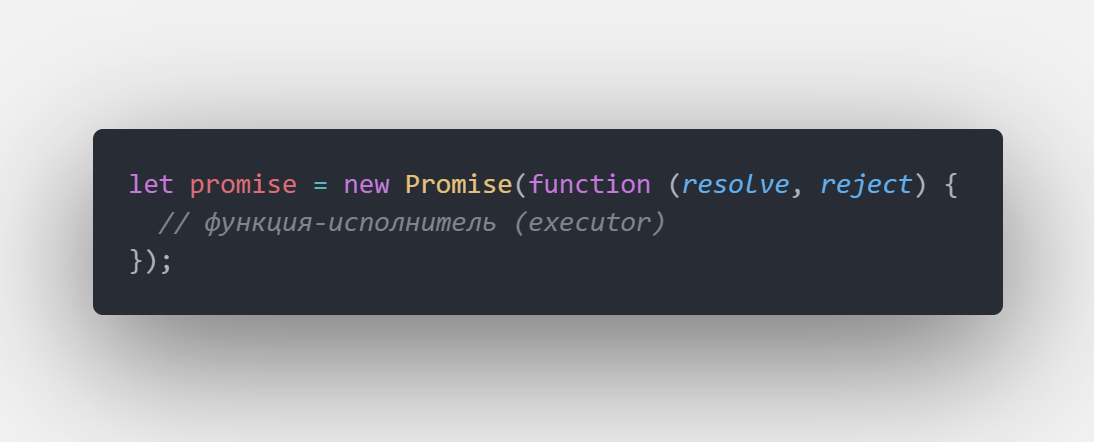 let promise = new Promise(function (resolve, reject) {
  // функция-исполнитель (executor)
});